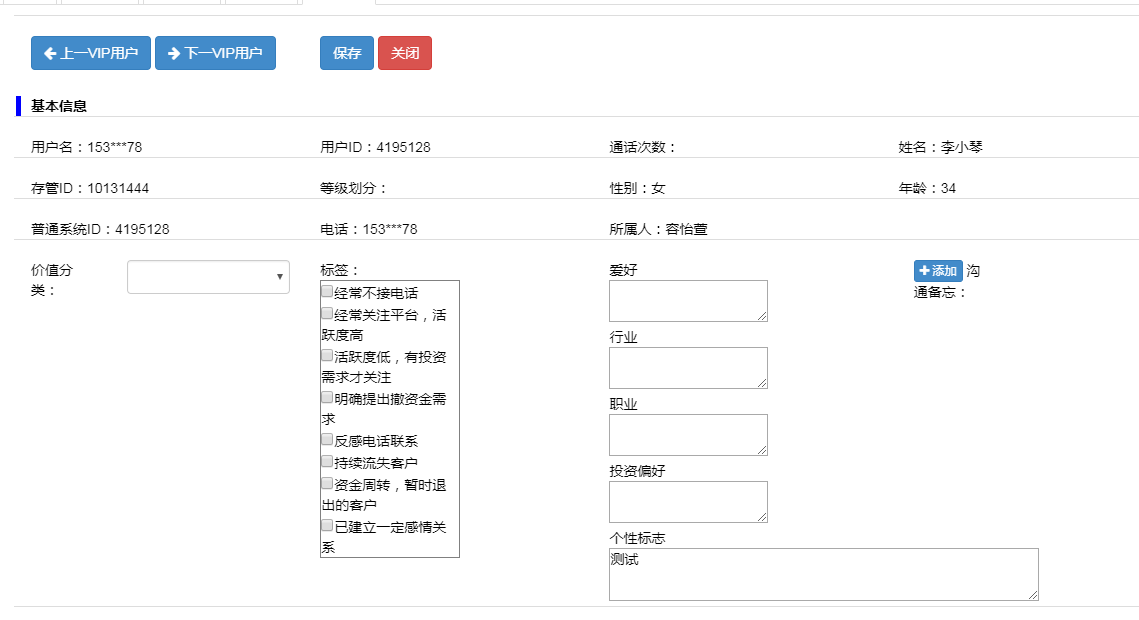 上一VIP用户 下一VIP用户 保存 关闭
基本信息
用户名：153***78 用户ID：4195128 通话次数： 姓名：李小琴
存管ID：10131444 等级划分： 性别：女 年龄：34
普通系统ID：4195128 电话：153***78 所属人：容怡萱
价值分
类：
标签：
经常不接电话
经常关注平台，活
跃度高
活跃度低，有投资
需求才关注
明确提出撤资金需
求
反感电话联系
持续流失客户
资金周转，暂时退
出的客户
已建立一定感情关
系
爱好
行业
职业
投资偏好
个性标志
测试
添加 沟
通备忘：